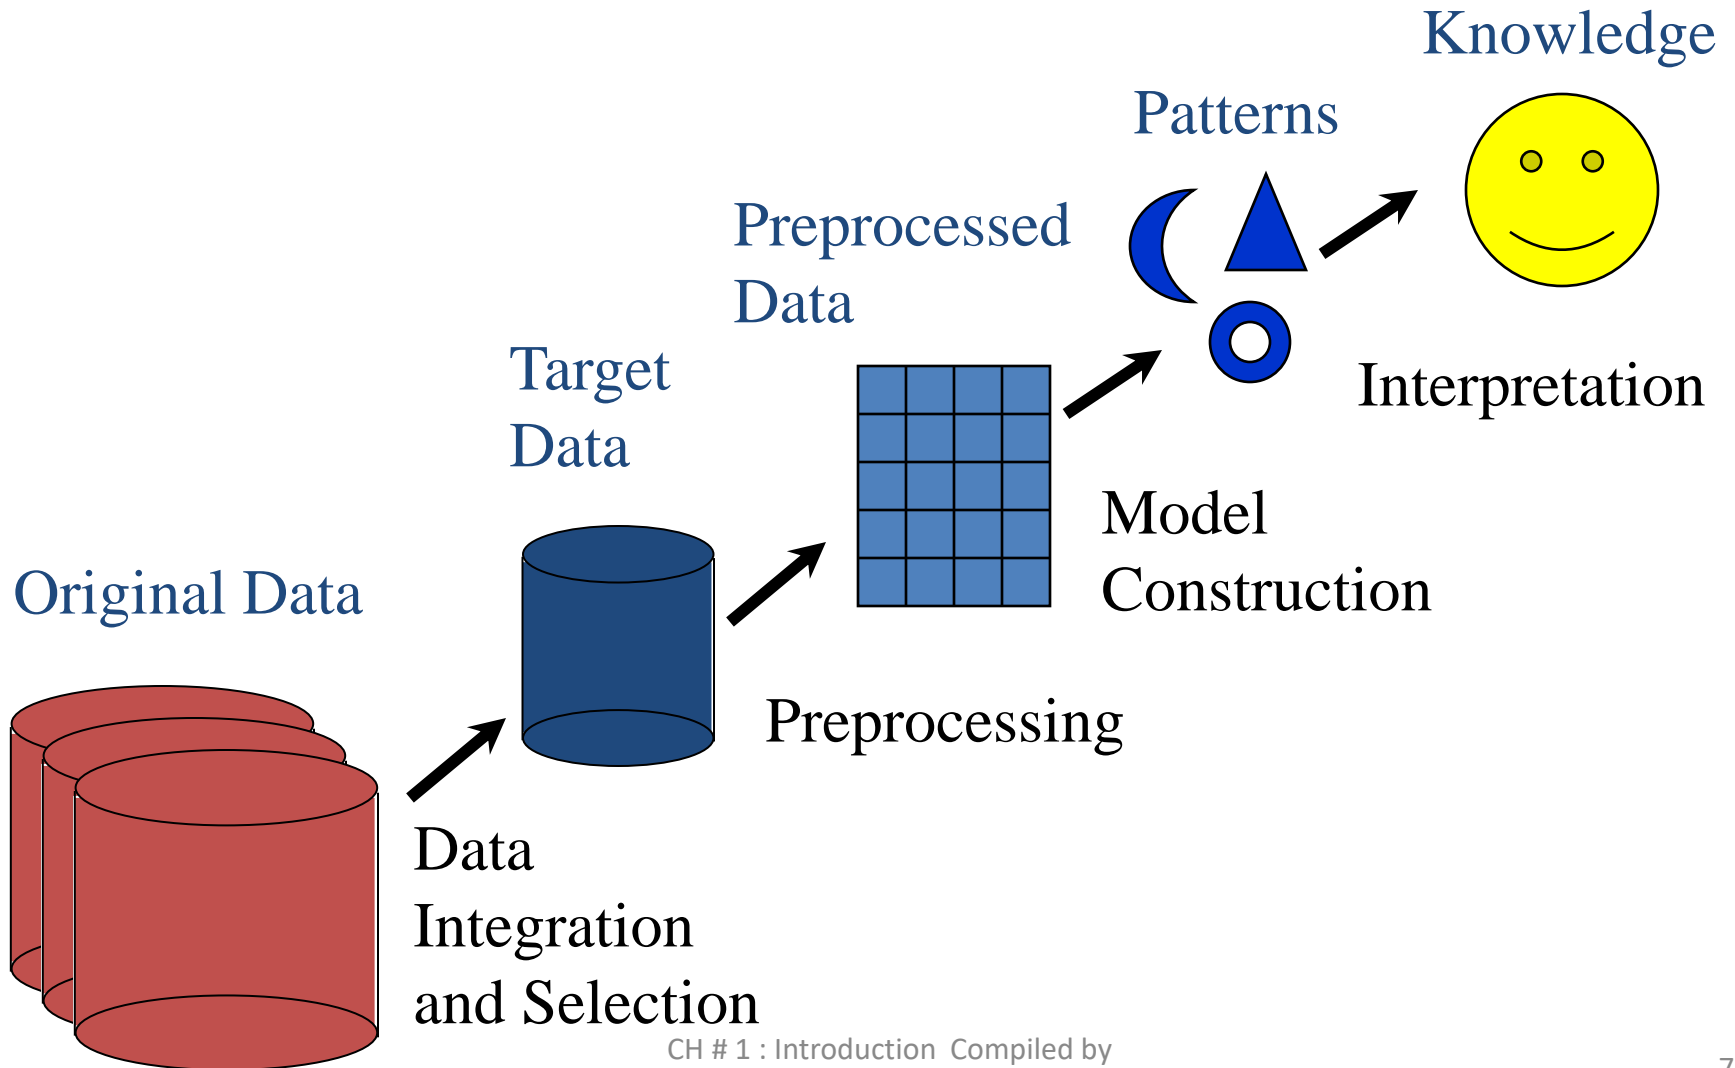 Knowledge
Patterns
Preprocessed
Data
Target
Data
Interpretation
Model
Construction
Original Data
Preprocessing
Data
Integration
and Selection
CH # 1 : Introduction Compiled by
7